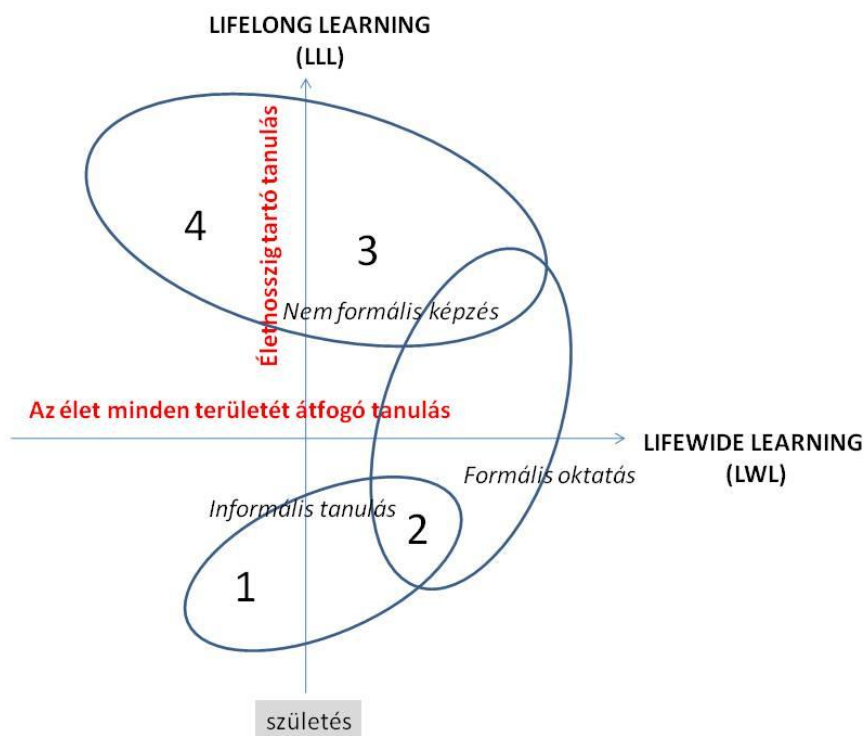 LIFELONG LEARNING
(LLL)
Élethosszig tartó tanulás
4
3
Nem formális képzés
Az élet minden területét átfogó tanulás
LIFEWIDE LEARNING
(LWL)
Formális oktatás
Informális tanulás
2
1
születés